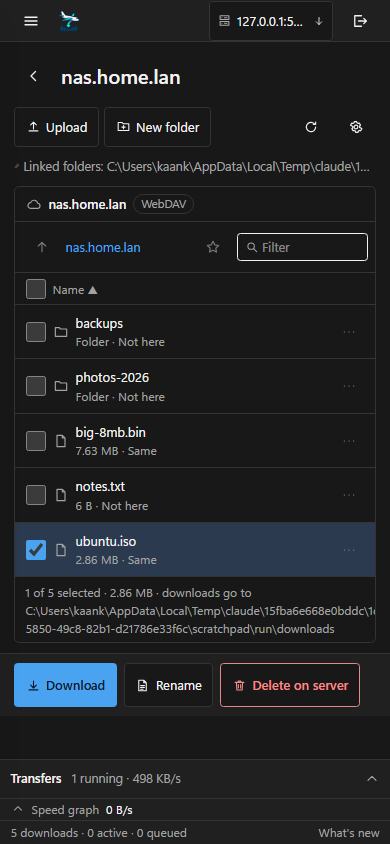 127.0.0.1:5...
nas.home.lan
Upload
New folder
Linked folders: C:\Users\kaank\AppData\Local\Temp\claude\1...
nas.home.lan WebDAV
nas.home.lan
Filter
Name ▲
backups
Folder · Not here
photos-2026
Folder · Not here
big-8mb.bin
7.63 MB · Same
notes.txt
6 B · Not here
ubuntu.iso
2.86 MB · Same
1 of 5 selected · 2.86 MB · downloads go to
C:\Users\kaank\AppData\Local\Temp\claude\15fba6e668e0bddc\
5850-49c8-82b1-d21786e33f6c\scratchpad\run\downloads
Download
Rename
Delete on server
Transfers 1 running · 498 KB/s
Speed graph 0 B/s
5 downloads · 0 active · 0 queued
What's new